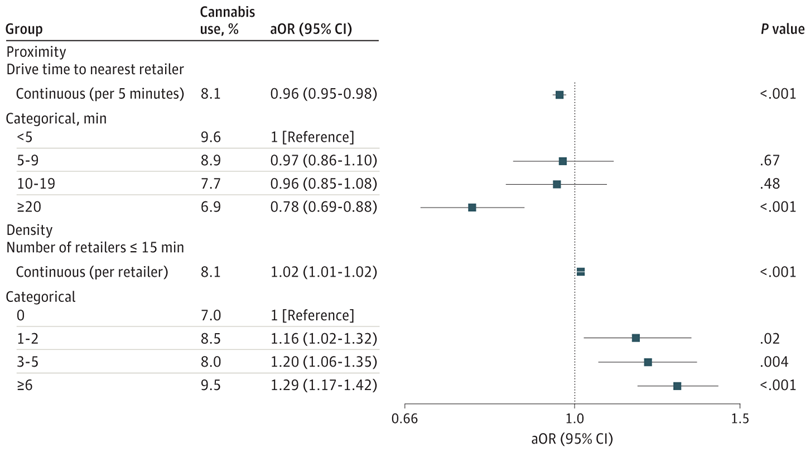 Group Cannabis use, % aOR (95% CI) P value
Proximity
Drive time to nearest retailer
Continuous (per 5 minutes) 8.1 0.96 (0.95-0.98) <.001
Categorical, min
<5 9.6 1 [Reference]
5-9 8.9 0.97 (0.86-1.10) .67
10-19 7.7 0.96 (0.85-1.08) .48
≥20 6.9 0.78 (0.69-0.88) <.001
Density
Number of retailers ≤ 15 min
Continuous (per retailer) 8.1 1.02 (1.01-1.02) <.001
Categorical
0 7.0 1 [Reference]
1-2 8.5 1.16 (1.02-1.32) .02
3-5 8.0 1.20 (1.06-1.35) .004
≥6 9.5 1.29 (1.17-1.42) <.001
0.66 1.0 1.5
aOR (95% CI)